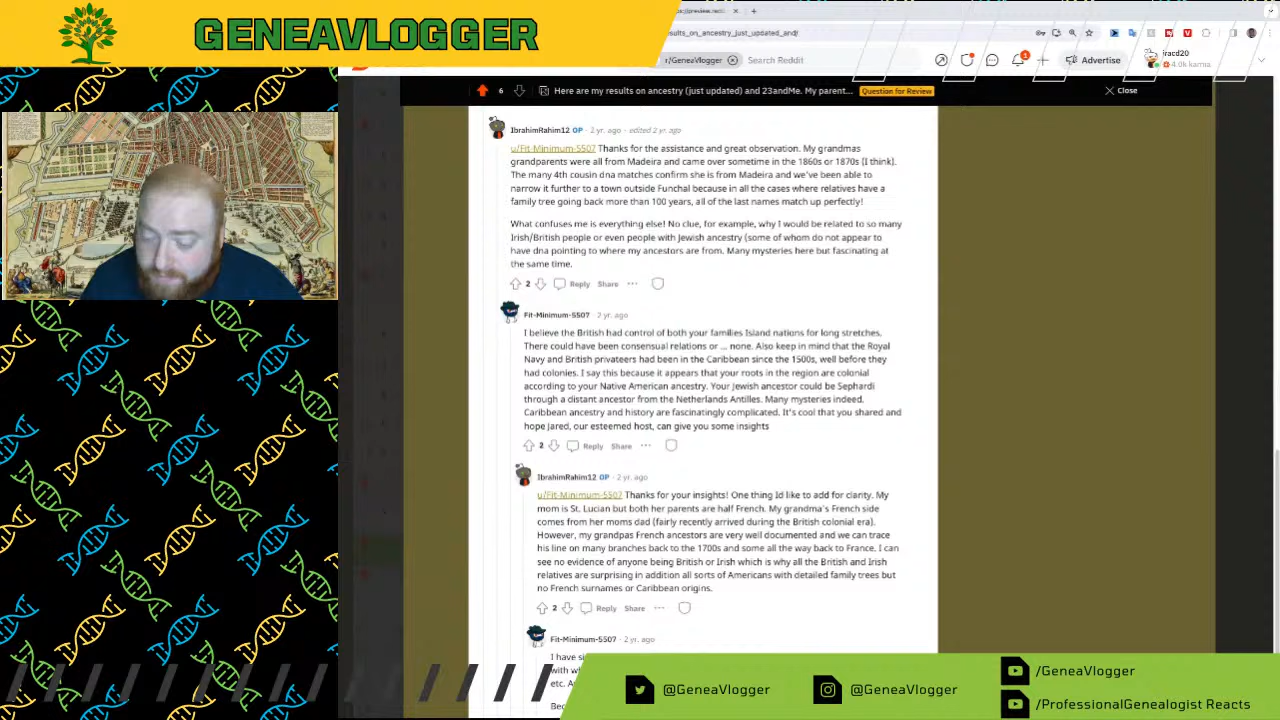 GENEAVLOGGER
esults_on_ancestry_just_updated_and/
r/GeneaVlogger
Search Reddit
1
Advertise
jracd20
4.0k karma
6
Here are my results on ancestry (just updated) and 23andMe. My parent...
Question for Review
Close
IbrahimRahim12 OP · 2 yr. ago · edited 2 yr. ago
u/Fit-Minimum-5507 Thanks for the assistance and great observation. My grandmas
grandparents were all from Madeira and came over sometime in the 1860s or 1870s (I think).
The many 4th cousin dna matches confirm she is from Madeira and we've been able to
narrow it further to a town outside Funchal because in all the cases where relatives have a
family tree going back more than 100 years, all of the last names match up perfectly!
What confuses me is everything else! No clue, for example, why I would be related to so many
Irish/British people or even people with Jewish ancestry (some of whom do not appear to
have dna pointing to where my ancestors are from. Many mysteries here but fascinating at
the same time.
2 Reply Share ...
Fit-Minimum-5507 · 2 yr. ago
I believe the British had control of both your families Island nations for long stretches.
There could have been consensual relations or ... none. Also keep in mind that the Royal
Navy and British privateers had been in the Caribbean since the 1500s, well before they
had colonies. I say this because it appears that your roots in the region are colonial
according to your Native American ancestry. Your Jewish ancestor could be Sephardi
through a distant ancestor from the Netherlands Antilles. Many mysteries indeed.
Caribbean ancestry and history are fascinatingly complicated. It's cool that you shared and
hope Jared, our esteemed host, can give you some insights
2 Reply Share ...
IbrahimRahim12 OP · 2 yr. ago
u/Fit-Minimum-5507 Thanks for your insights! One thing Id like to add for clarity. My
mom is St. Lucian but both her parents are half French. My grandma's French side
comes from her moms dad (fairly recently arrived during the British colonial era).
However, my grandpas French ancestors are very well documented and we can trace
his line on many branches back to the 1700s and some all the way back to France. I can
see no evidence of anyone being British or Irish which is why all the British and Irish
relatives are surprising in addition all sorts of Americans with detailed family trees but
no French surnames or Caribbean origins.
2 Reply Share ...
Fit-Minimum-5507 · 2 yr. ago
I have
with
etc.
@GeneaVlogger
@GeneaVlogger
/GeneaVlogger
/ProfessionalGenealogist Reacts